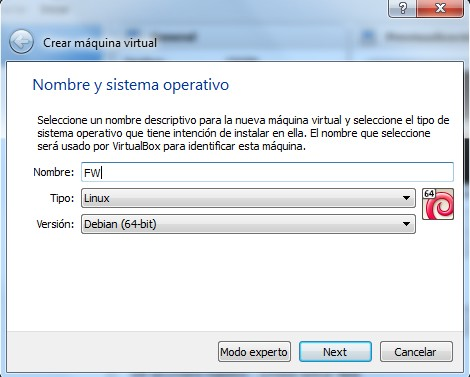 Crear máquina virtual
Nombre y sistema operativo
Seleccione un nombre descriptivo para la nueva máquina virtual y seleccione el tipo de
sistema operativo que tiene intención de instalar en ella. El nombre que seleccione
será usado por VirtualBox para identificar esta máquina.
Nombre: FW
Tipo: Linux
64
Versión: Debian (64-bit)
Modo experto Next Cancelar